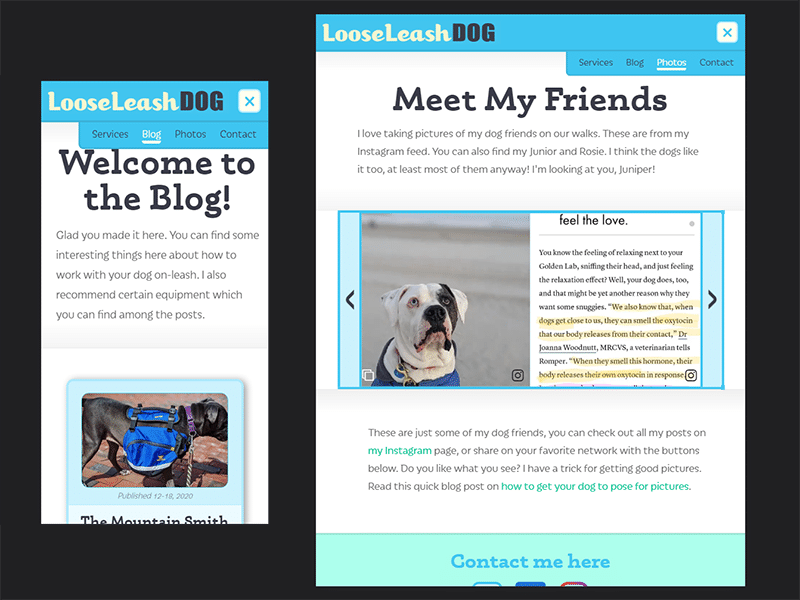 LooseLeashDOG
Services Blog Photos Contact
Welcome to
the Blog!
Glad you made it here. You can find some
interesting things here about how to
work with your dog on-leash. I also
recommend certain equipment which
you can find among the posts.
Published 12-18, 2020
The Mountain Smith
LooseLeashDOG
Services Blog Photos Contact
Meet My Friends
I love taking pictures of my dog friends on our walks. These are from my
Instagram feed. You can also find my Junior and Rosie. I think the dogs like
it too, at least most of them anyway! I'm looking at you, Juniper!
feel the love.
You know the feeling of relaxing next to your
Golden Lab, sniffing their head, and just feeling
the relaxation effect? Well, your dog does, too,
and that might be yet another reason why they
want some snuggies. “We also know that, when
dogs get close to us, they can smell the oxytocin
that our body releases from their contact,” Dr
Joanna Woodnutt, MRCVS, a veterinarian tells
Romper. “When they smell this hormone, their
body releases their own oxytocin in response
These are just some of my dog friends, you can check out all my posts on
my Instagram page, or share on your favorite network with the buttons
below. Do you like what you see? I have a trick for getting good pictures.
Read this quick blog post on how to get your dog to pose for pictures.
Contact me here